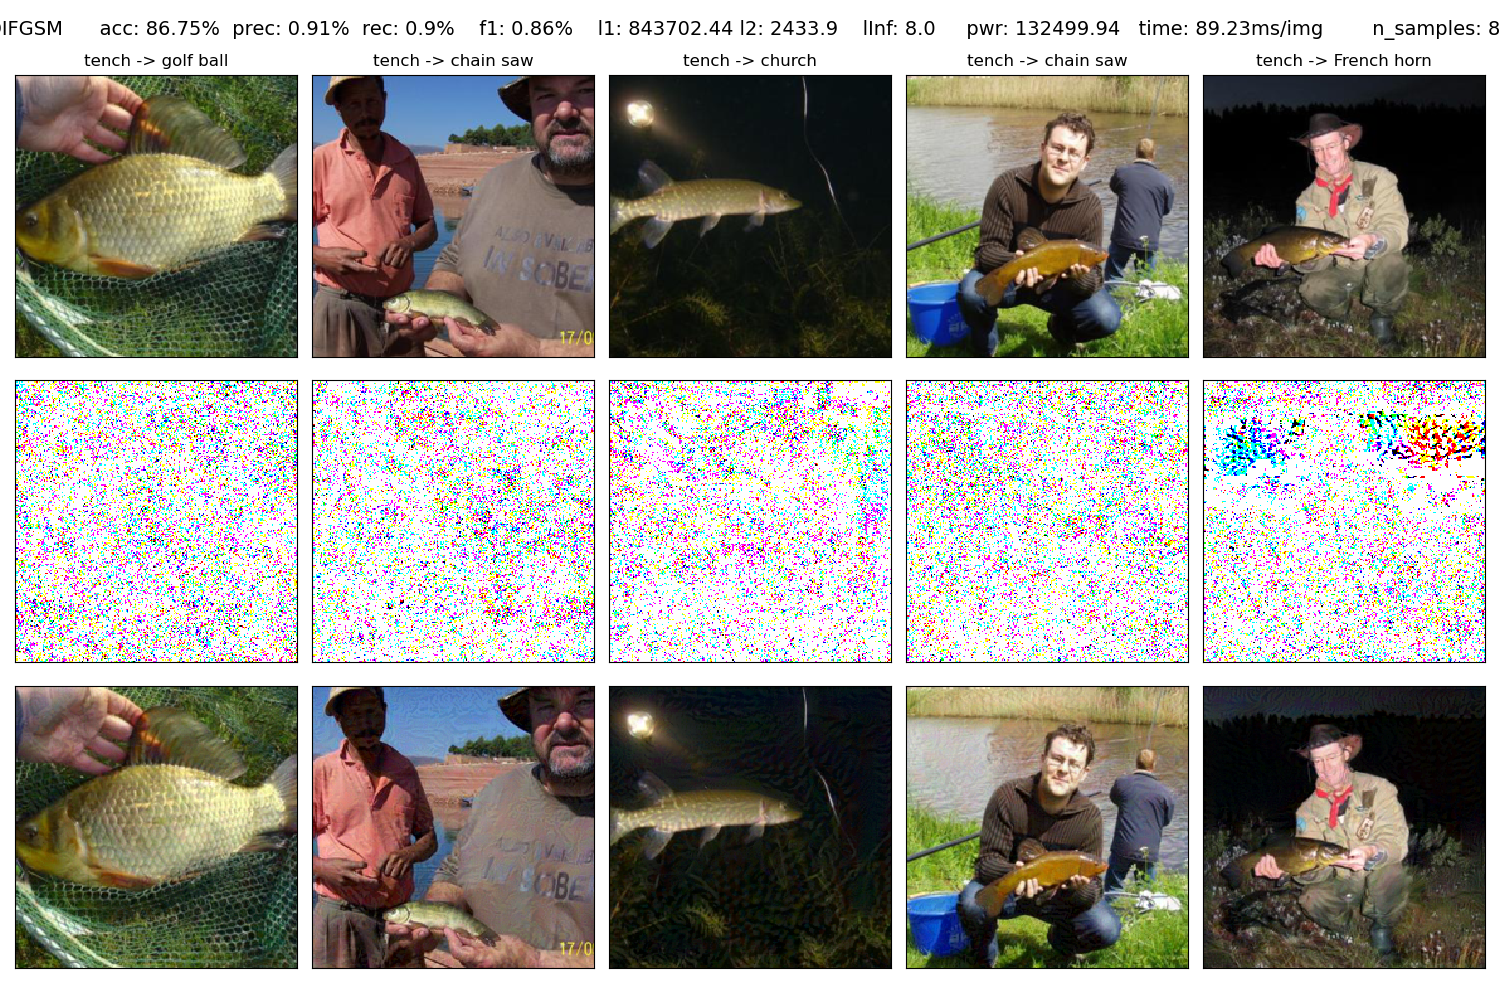 IFGSM acc: 86.75% prec: 0.91% rec: 0.9% f1: 0.86% l1: 843702.44 l2: 2433.9 lInf: 8.0 pwr: 132499.94 time: 89.23ms/img n_samples: 8
tench -> golf ball
tench -> chain saw
tench -> church
tench -> chain saw
tench -> French horn
17/0
17/0